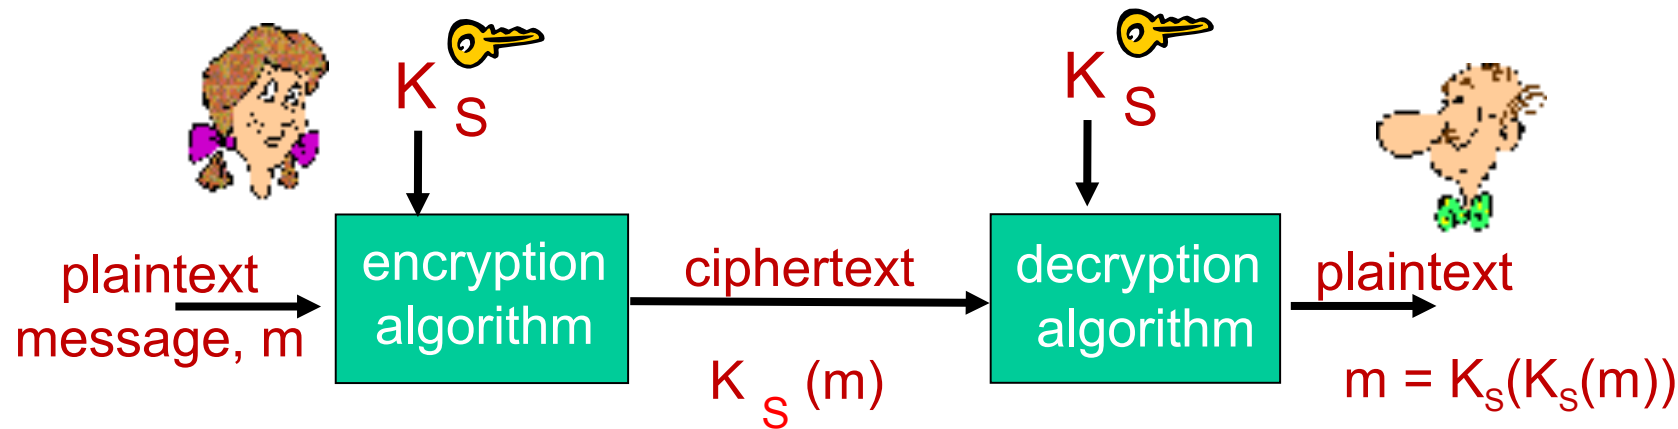 K S
K S
plaintext
message, m
encryption
algorithm
ciphertext
K S (m)
decryption
algorithm
plaintext
m = KS(KS(m))